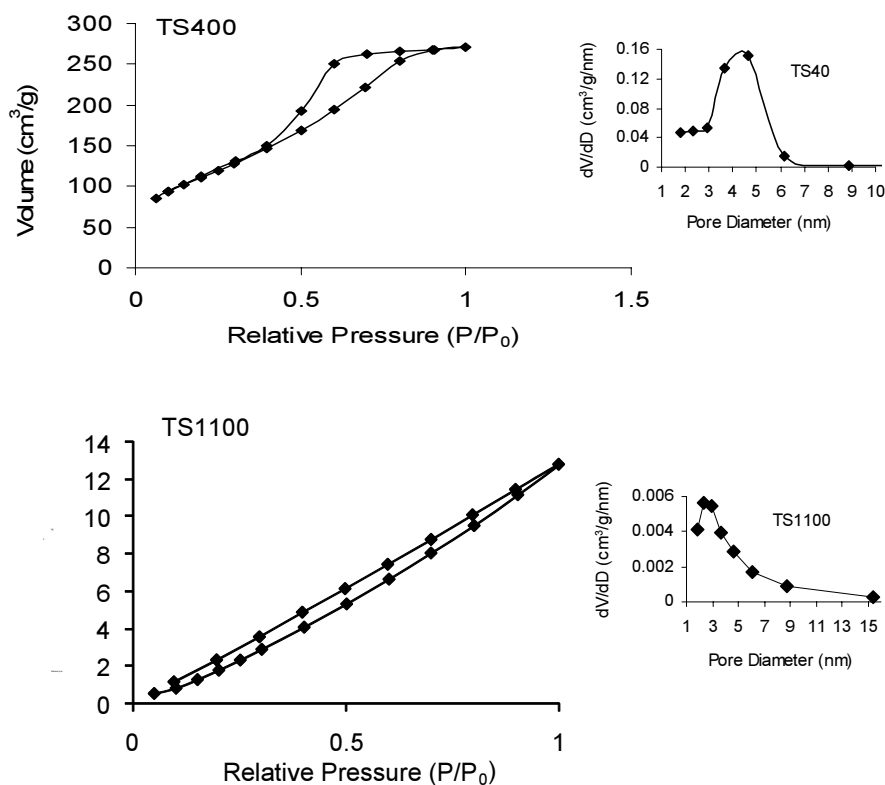 TS400
300
250
200
150
100
50
0
Volume (cm³/g)
0 0.5 1 1.5
Relative Pressure (P/P₀)
0.16
0.12
0.08
0.04
0
dV/dD (cm³/g/nm)
TS40
1 2 3 4 5 6 7 8 9 10
Pore Diameter (nm)
TS1100
14
12
10
8
6
4
2
0
0 0.5 1
Relative Pressure (P/P₀)
0.006
0.004
0.002
0
dV/dD (cm³/g/nm)
TS1100
1 3 5 7 9 11 13 15
Pore Diameter (nm)